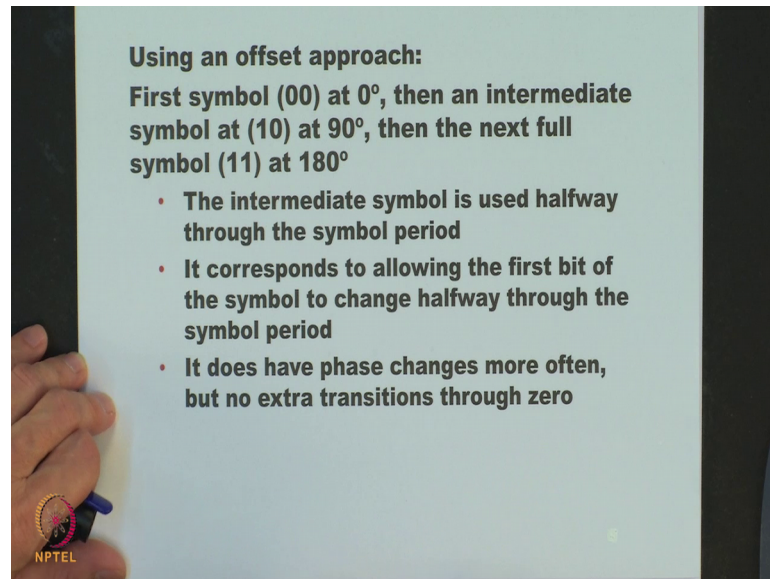 Using an offset approach:
First symbol (00) at 0º, then an intermediate
symbol at (10) at 90º, then the next full
symbol (11) at 180º
• The intermediate symbol is used halfway
through the symbol period
• It corresponds to allowing the first bit of
the symbol to change halfway through the
symbol period
• It does have phase changes more often,
but no extra transitions through zero
NPTEL